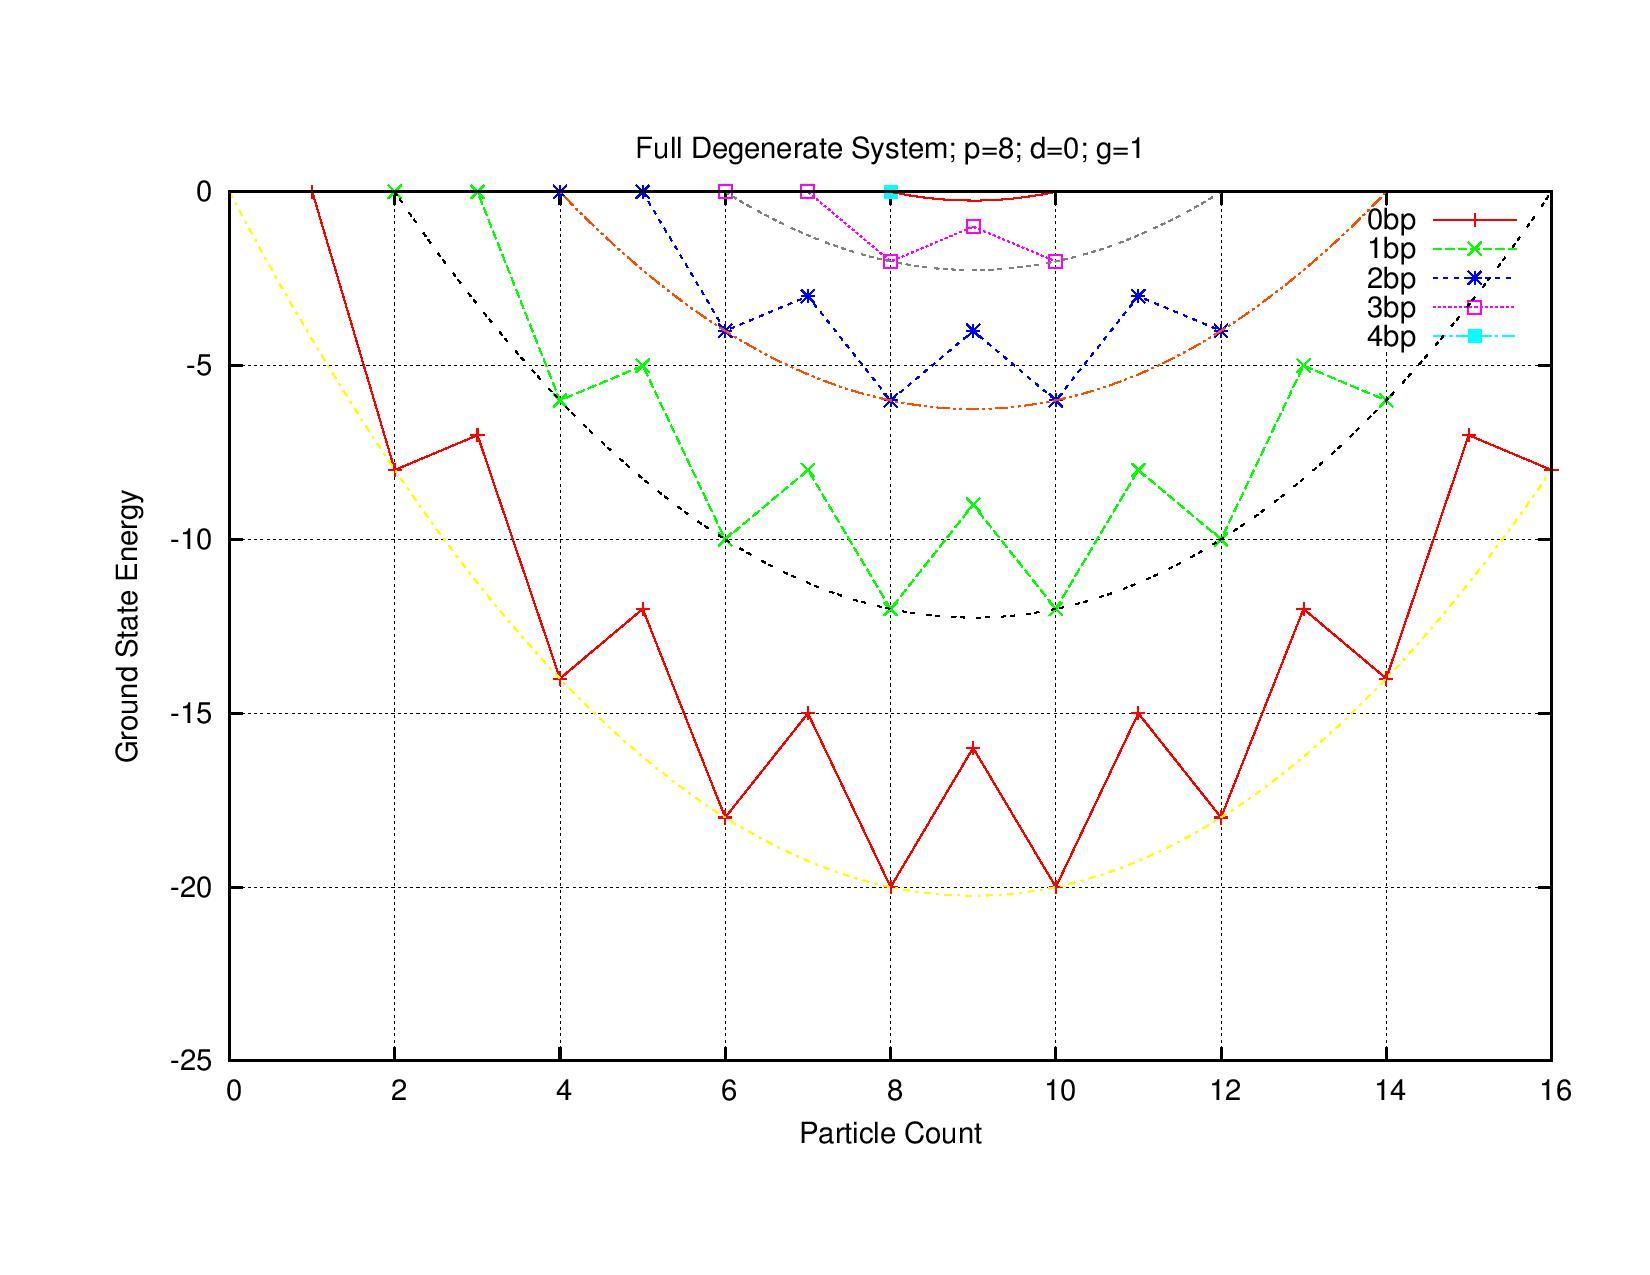 Full Degenerate System; p=8; d=0; g=1
0
-5
-10
-15
-20
-25
0 2 4 6 8 10 12 14 16
Ground State Energy
Particle Count
0bp
1bp
2bp
3bp
4bp